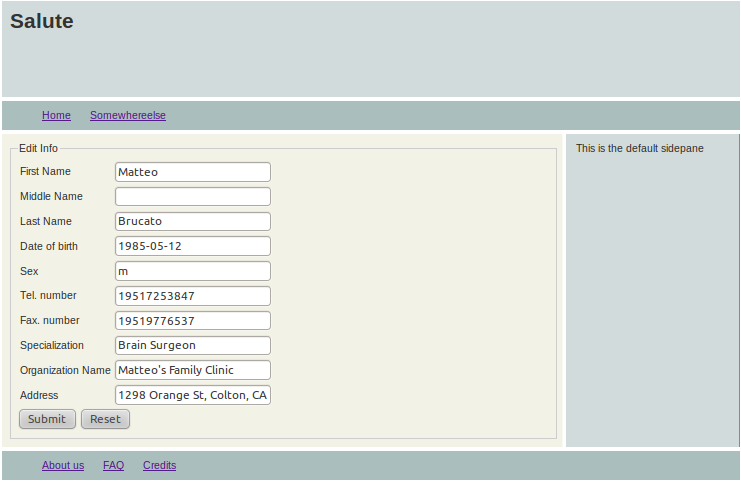 Salute
Home Somewhereelse
Edit Info
First Name Matteo
Middle Name
Last Name Brucato
Date of birth 1985-05-12
Sex m
Tel. number 19517253847
Fax. number 19519776537
Specialization Brain Surgeon
Organization Name Matteo's Family Clinic
Address 1298 Orange St, Colton, CA
Submit Reset
This is the default sidepane
About us FAQ Credits